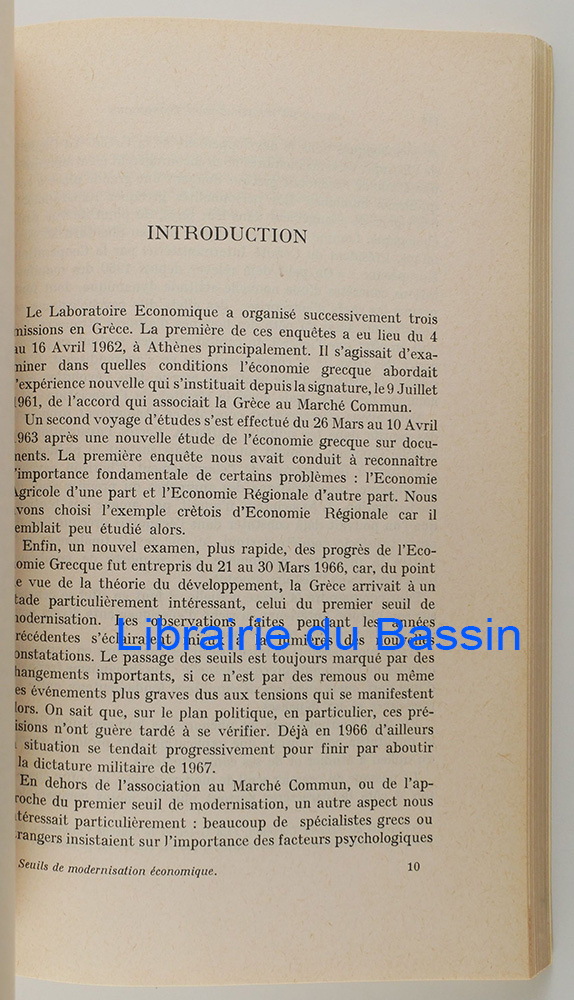 INTRODUCTION
Le Laboratoire Economique a organisé successivement trois
missions en Grèce. La première de ces enquêtes a eu lieu du 4
au 16 Avril 1962, à Athènes principalement. Il s'agissait d'exa-
miner dans quelles conditions l'économie grecque abordait
l'expérience nouvelle qui s'instituait depuis la signature, le 9 Juillet
1961, de l'accord qui associait la Grèce au Marché Commun.
Un second voyage d'études s'est effectué du 26 Mars au 10 Avril
1963 après une nouvelle étude de l'économie grecque sur docu-
ments. La première enquête nous avait conduit à reconnaître
l'importance fondamentale de certains problèmes : l'Economie
Agricole d'une part et l'Economie Régionale d'autre part. Nous
avons choisi l'exemple crètois d'Economie Régionale car il
semblait peu étudié alors.
Enfin, un nouvel examen, plus rapide, des progrès de l'Eco-
nomie Grecque fut entrepris du 21 au 30 Mars 1966, car, du point
de vue de la théorie du développement, la Grèce arrivait à un
stade particulièrement intéressant, celui du premier seuil de
modernisation. Les observations faites pendant les années
précédentes s'éclairaient mieux lumières des nouvelles
constatations. Le passage des seuils est toujours marqué par des
changements importants, si ce n'est par des remous ou même
des événements plus graves dus aux tensions qui se manifestent
alors. On sait que, sur le plan politique, en particulier, ces pré-
visions n'ont guère tardé à se vérifier. Déjà en 1966 d'ailleurs
la situation se tendait progressivement pour finir par aboutir
à la dictature militaire de 1967.
En dehors de l'association au Marché Commun, ou de l'ap-
proche du premier seuil de modernisation, un autre aspect nous
intéressait particulièrement : beaucoup de spécialistes grecs ou
étrangers insistaient sur l'importance des facteurs psychologiques
Seuils de modernisation économique. 10
Librairie du Bassin